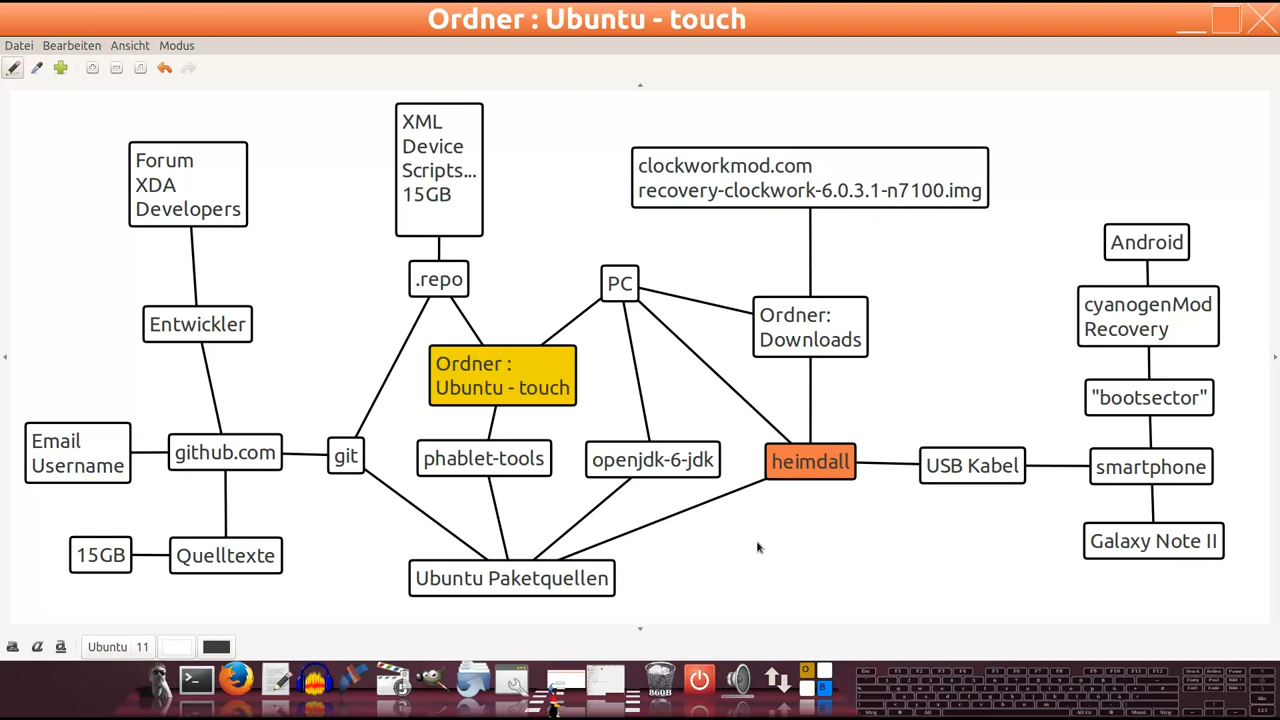 Ordner : Ubuntu - touch
Datei Bearbeiten Ansicht Modus
XML
Device
Scripts...
15GB
Forum
XDA
Developers
clockworkmod.com
recovery-clockwork-6.0.3.1-n7100.img
Android
.repo
PC
cyanogenMod
Recovery
Entwickler
Ordner:
Downloads
Ordner :
Ubuntu - touch
"bootsector"
Email
Username
github.com
git
phablet-tools
openjdk-6-jdk
heimdall
USB Kabel
smartphone
15GB
Quelltexte
Galaxy Note II
Ubuntu Paketquellen
Ubuntu 11
860B
O
B